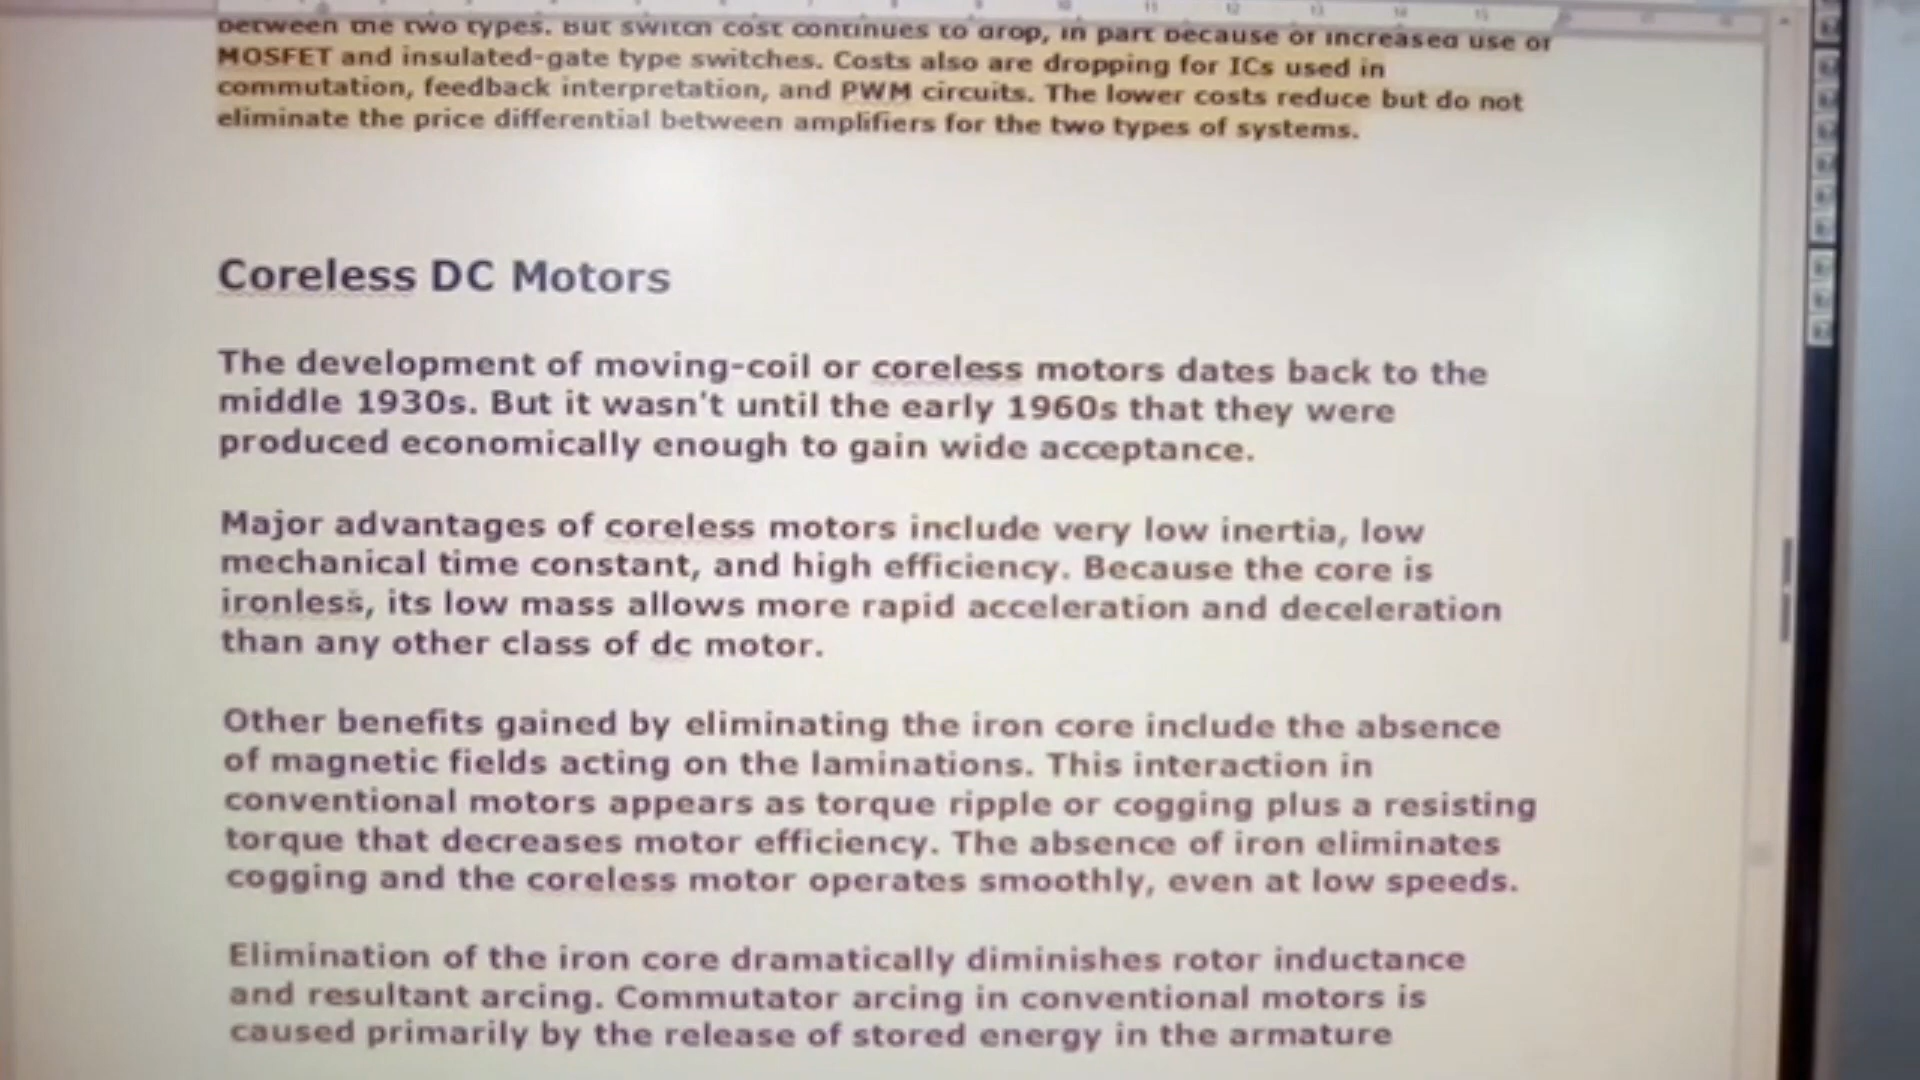 between the two types. But switch cost continues to drop, in part because of increased use of
MOSFET and insulated-gate type switches. Costs also are dropping for ICs used in
commutation, feedback interpretation, and PWM circuits. The lower costs reduce but do not
eliminate the price differential between amplifiers for the two types of systems.
Coreless DC Motors
The development of moving-coil or coreless motors dates back to the
middle 1930s. But it wasn't until the early 1960s that they were
produced economically enough to gain wide acceptance.
Major advantages of coreless motors include very low inertia, low
mechanical time constant, and high efficiency. Because the core is
ironless, its low mass allows more rapid acceleration and deceleration
than any other class of dc motor.
Other benefits gained by eliminating the iron core include the absence
of magnetic fields acting on the laminations. This interaction in
conventional motors appears as torque ripple or cogging plus a resisting
torque that decreases motor efficiency. The absence of iron eliminates
cogging and the coreless motor operates smoothly, even at low speeds.
Elimination of the iron core dramatically diminishes rotor inductance
and resultant arcing. Commutator arcing in conventional motors is
caused primarily by the release of stored energy in the armature